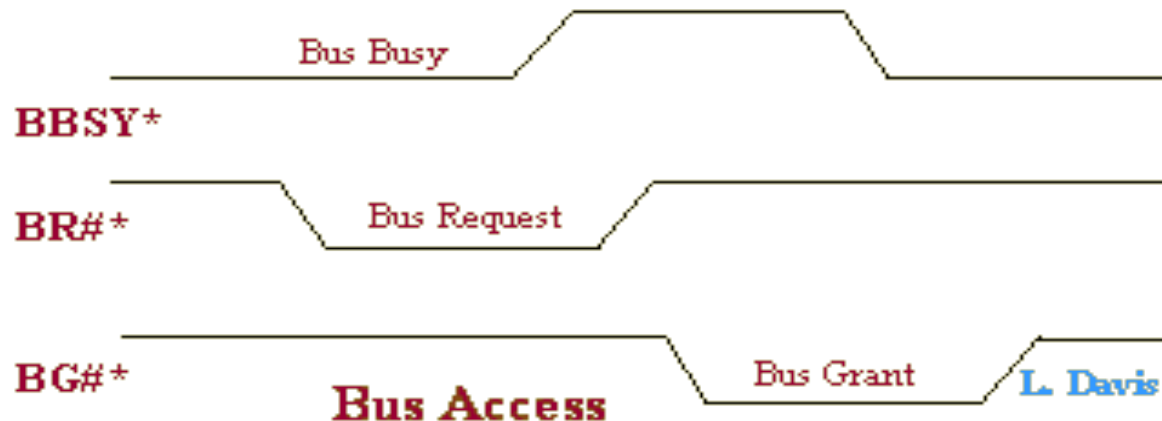 Bus Busy
BBSY*
Bus Request
BR#*
Bus Grant
BG#*
L. Davis
Bus Access